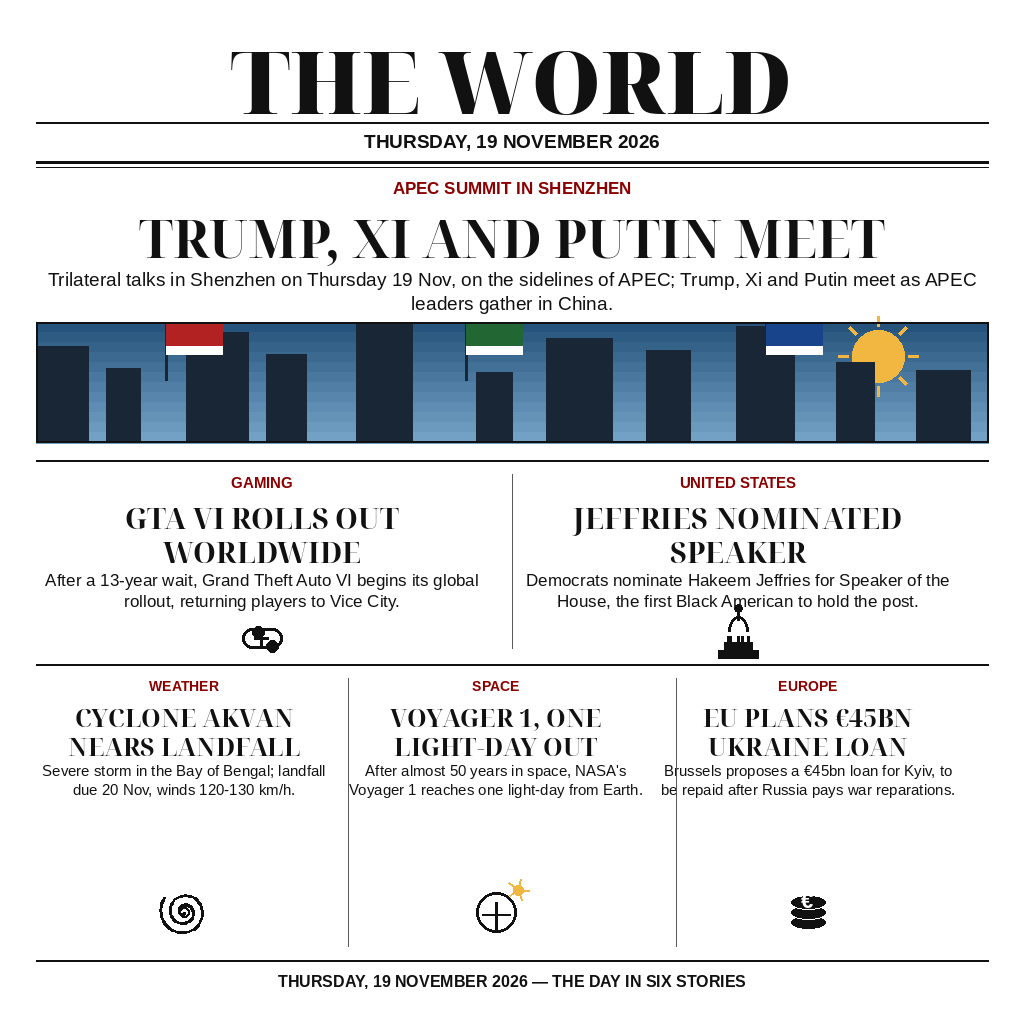 THE WORLD
THURSDAY, 19 NOVEMBER 2026
APEC SUMMIT IN SHENZHEN
TRUMP, XI AND PUTIN MEET
Trilateral talks in Shenzhen on Thursday 19 Nov, on the sidelines of APEC; Trump, Xi and Putin meet as APEC
leaders gather in China.
GAMING
GTA VI ROLLS OUT
WORLDWIDE
After a 13-year wait, Grand Theft Auto VI begins its global
rollout, returning players to Vice City.
UNITED STATES
JEFFRIES NOMINATED
SPEAKER
Democrats nominate Hakeem Jeffries for Speaker of the
House, the first Black American to hold the post.
WEATHER
CYCLONE AKVAN
NEARS LANDFALL
Severe storm in the Bay of Bengal; landfall
due 20 Nov, winds 120-130 km/h.
SPACE
VOYAGER 1, ONE
LIGHT-DAY OUT
After almost 50 years in space, NASA's
Voyager 1 reaches one light-day from Earth.
EUROPE
EU PLANS €45BN
UKRAINE LOAN
Brussels proposes a €45bn loan for Kyiv, to
be repaid after Russia pays war reparations.
€
THURSDAY, 19 NOVEMBER 2026 — THE DAY IN SIX STORIES